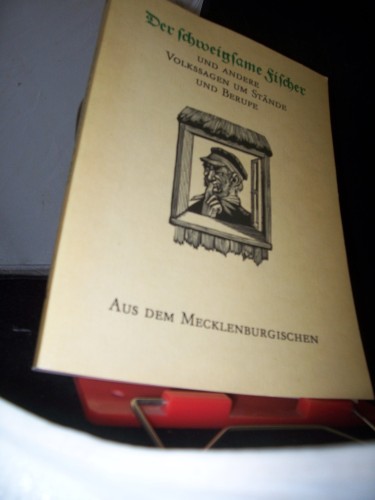 Der schweigsame Fischer
und andere
Volkssagen um Stände
und Berufe
Aus dem Mecklenburgischen